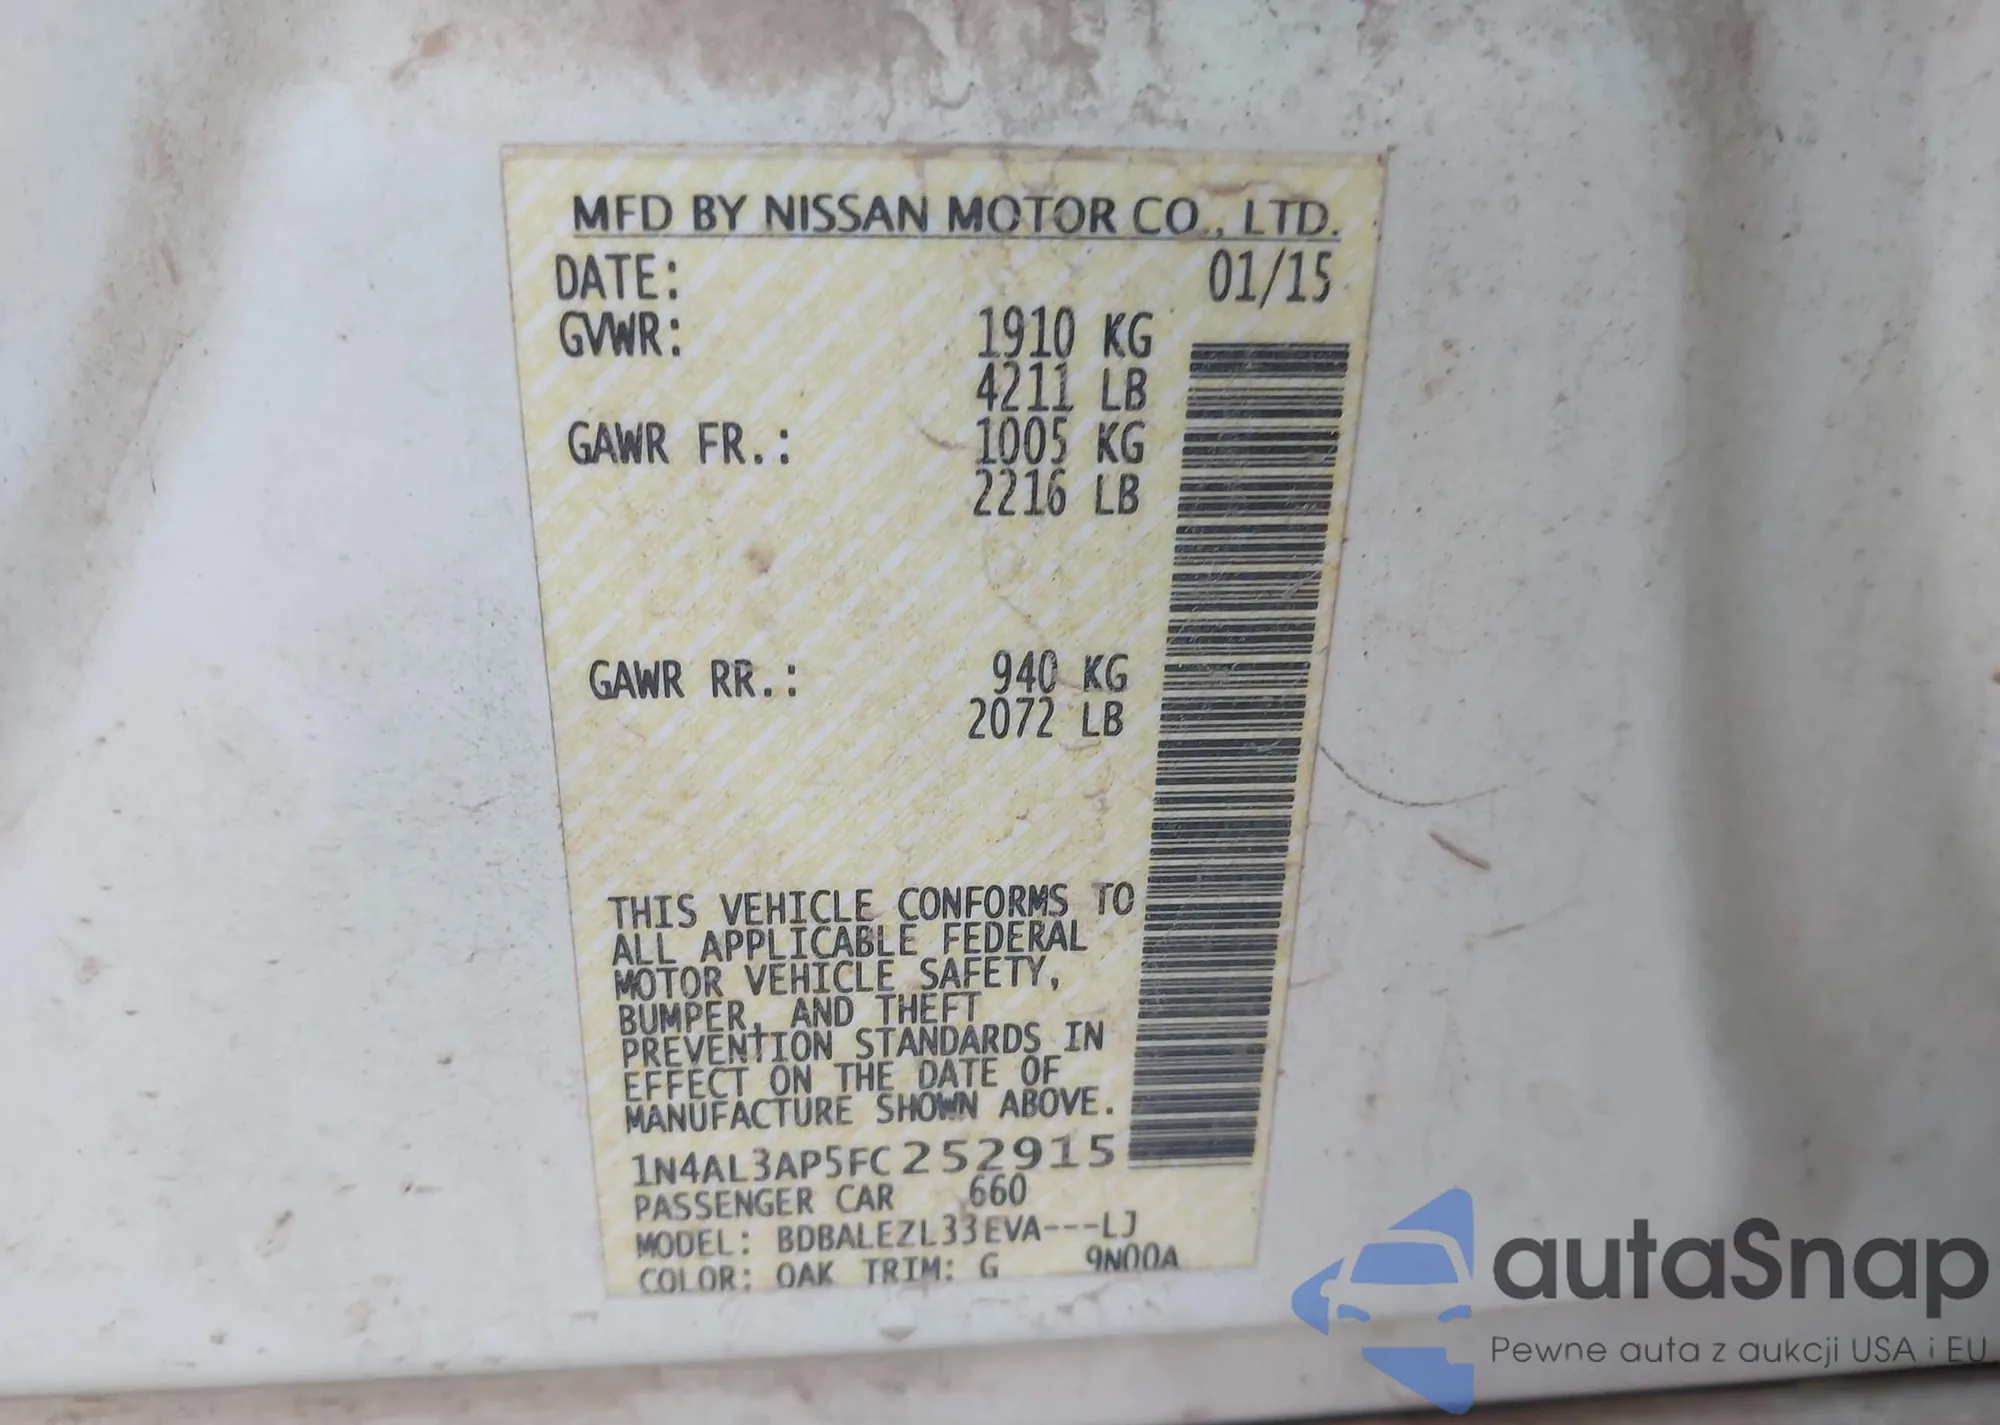 MFD BY NISSAN MOTOR CO., LTD.
DATE: 01/15
GVWR: 1910 KG
4211 LB
GAWR FR.: 1005 KG
2216 LB
GAWR RR.: 940 KG
2072 LB
THIS VEHICLE CONFORMS TO
ALL APPLICABLE FEDERAL
MOTOR VEHICLE SAFETY,
BUMPER, AND THEFT
PREVENTION STANDARDS IN
EFFECT ON THE DATE OF
MANUFACTURE SHOWN ABOVE.
1N4AL3AP5FC252915
PASSENGER CAR 660
MODEL: BDBALEZL33EVA---LJ
COLOR: QAK TRIM: G 9N00A
autaSnap
Pewne auta z aukcji USA i EU